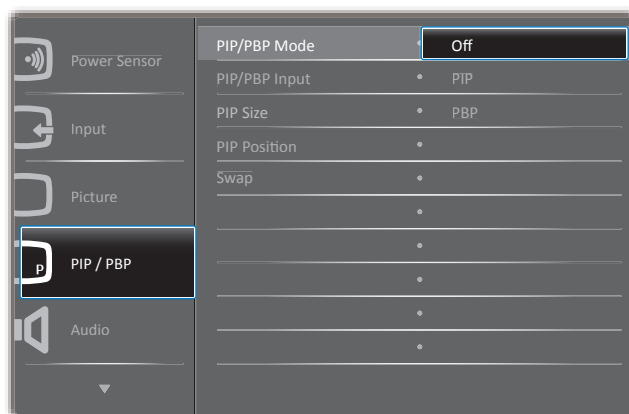 Power Sensor
Input
Picture
P
PIP / PBP
Audio
PIP/PBP Mode
Off
PIP/PBP Input
PIP
PIP Size
PBP
PIP Position
Swap